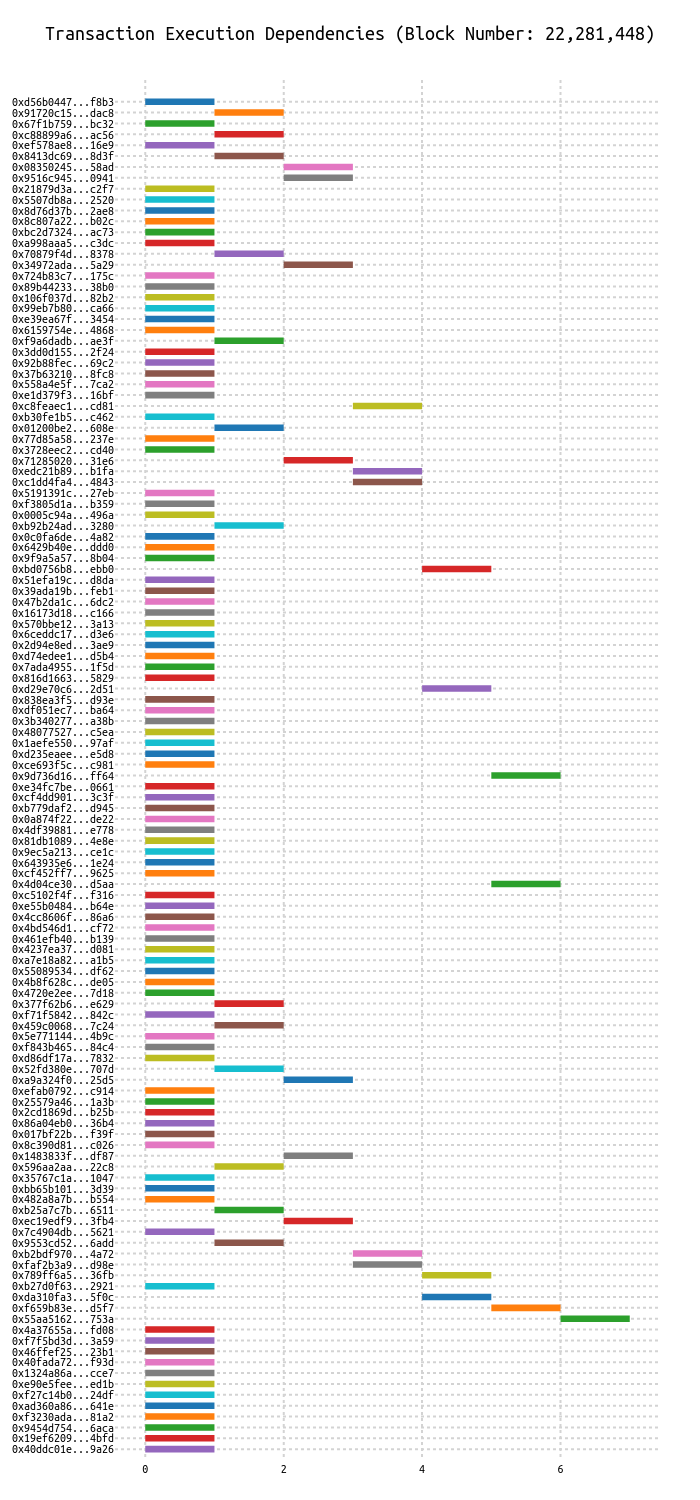 Transaction Execution Dependencies (Block Number: 22,281,448)
0xd56b0447...f8b3
0x91720c15...dac8
0x67f1b759...bc32
0xc88899a6...ac56
0xef578ae8...16e9
0x8413dc69...8d3f
0x08350245...58ad
0x9516c945...0941
0x21879d3a...c2f7
0x5507db8a...2520
0x8d76d37b...2ae8
0x8c807a22...b02c
0xbc2d7324...ac73
0xa998aaa5...c3dc
0x70879f4d...8378
0x34972ada...5a29
0x724b83c7...175c
0x89b44233...38b0
0x106f037d...82b2
0x99eb7b80...ca66
0xe39ea67f...3454
0x6159754e...4868
0xf9a6dadb...ae3f
0x3dd0d155...2f24
0x92b88fec...69c2
0x37b63210...8fc8
0x558a4e5f...7ca2
0xe1d379f3...16bf
0xc8feaec1...cd81
0xb30fe1b5...c462
0x01200be2...608e
0x77d85a58...237e
0x3728eec2...cd40
0x71285020...31e6
0xedc21b89...b1fa
0xc1dd4fa4...4843
0x5191391c...27eb
0xf3805d1a...b359
0x0005c94a...496a
0xb92b24ad...3280
0x0c0fa6de...4a82
0x6429b40e...ddd0
0x9f9a5a57...8b04
0xbd0756b8...ebb0
0x51efa19c...d8da
0x39ada19b...feb1
0x47b2da1c...6dc2
0x16173d18...c166
0x570bbe12...3a13
0x6ceddc17...d3e6
0x2d94e8ed...3ae9
0xd74edee1...d5b4
0x7ada4955...1f5d
0x816d1663...5829
0xd29e70c6...2d51
0x838ea3f5...d93e
0xdf051ec7...ba64
0x3b340277...a38b
0x48077527...c5ea
0x1aefe550...97af
0xd235eaee...e5d8
0xce693f5c...c981
0x9d736d16...ff64
0xe34fc7be...0661
0xcf4dd901...3c3f
0xb779daf2...d945
0x0a874f22...de22
0x4df39881...e778
0x81db1089...4e8e
0x9ec5a213...ce1c
0x643935e6...1e24
0xcf452ff7...9625
0x4d04ce30...d5aa
0xc5102f4f...f316
0xe55b0484...b64e
0x4cc8606f...86a6
0x4bd546d1...cf72
0x461efb40...b139
0x4237ea37...d081
0xa7e18a82...a1b5
0x55089534...df62
0x4b8f628c...de05
0x4720e2ee...7d18
0x377f62b6...e629
0xf71f5842...842c
0x459c0068...7c24
0x5e771144...4b9c
0xf843b465...84c4
0xd86df17a...7832
0x52fd380e...707d
0xa9a324f0...25d5
0xefab0792...c914
0x25579a46...1a3b
0x2cd1869d...b25b
0x86a04eb0...36b4
0x017bf22b...f39f
0x8c390d81...c026
0x1483833f...df87
0x596aa2aa...22c8
0x35767c1a...1047
0xbb65b101...3d39
0x482a8a7b...b554
0xb25a7c7b...6511
0xec19edf9...3fb4
0x7c4904db...5621
0x9553cd52...6add
0xb2bdf970...4a72
0xfaf2b3a9...d98e
0x789ff6a5...36fb
0xb27d0f63...2921
0xda310fa3...5f0c
0xf659b83e...d5f7
0x55aa5162...753a
0x4a37655a...fd08
0xf7f5bd3d...3a59
0x46ffef25...23b1
0x40fada72...f93d
0x1324a86a...cce7
0xe90e5fee...ed1b
0xf27c14b0...24df
0xad360a86...641e
0xf3230ada...81a2
0x9454d754...6aca
0x19ef6209...4bfd
0x40ddc01e...9a26
0 2 4 6